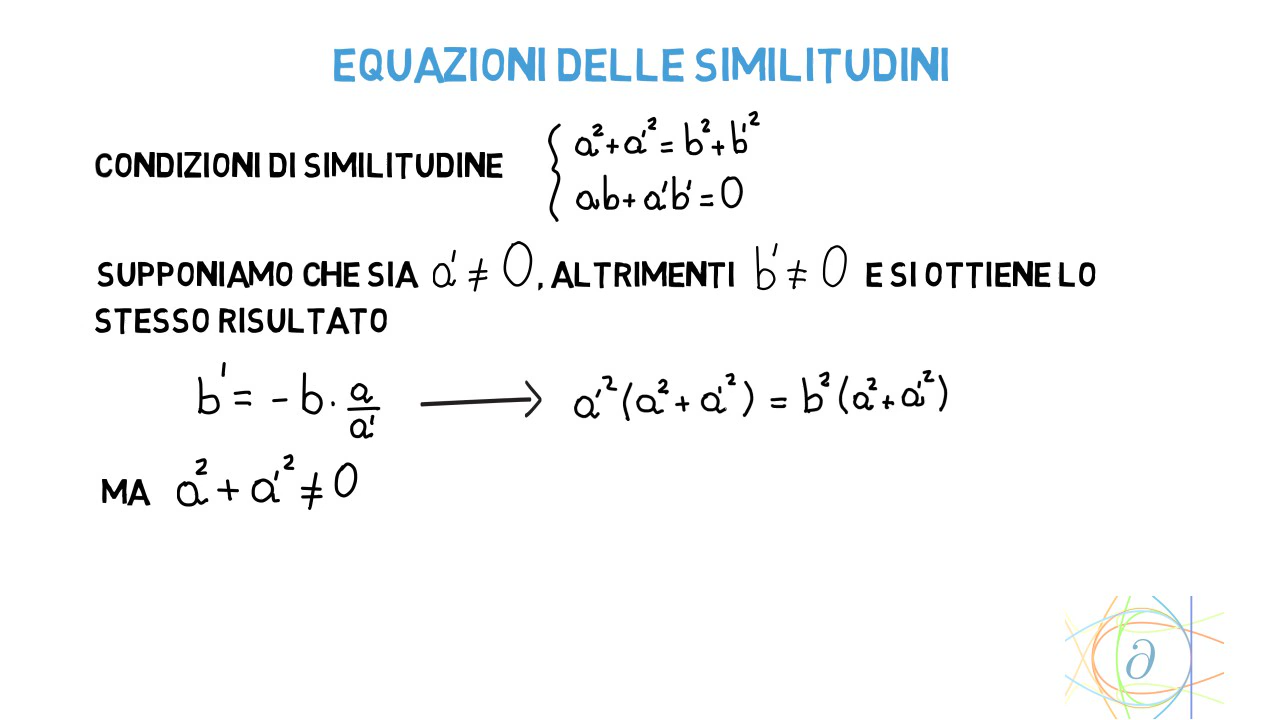 EQUAZIONI DELLE SIMILITUDINI
CONDIZIONI DI SIMILITUDINE { a² + a'² = b² + b'²
ab + a'b' = 0
SUPPONIAMO CHE SIA a' ≠ 0, ALTRIMENTI b' ≠ 0 E SI OTTIENE LO
STESSO RISULTATO
b' = - b · a/a' ⟶ a'²(a² + a'²) = b²(a² + a'²)
MA a² + a'² ≠ 0
∂